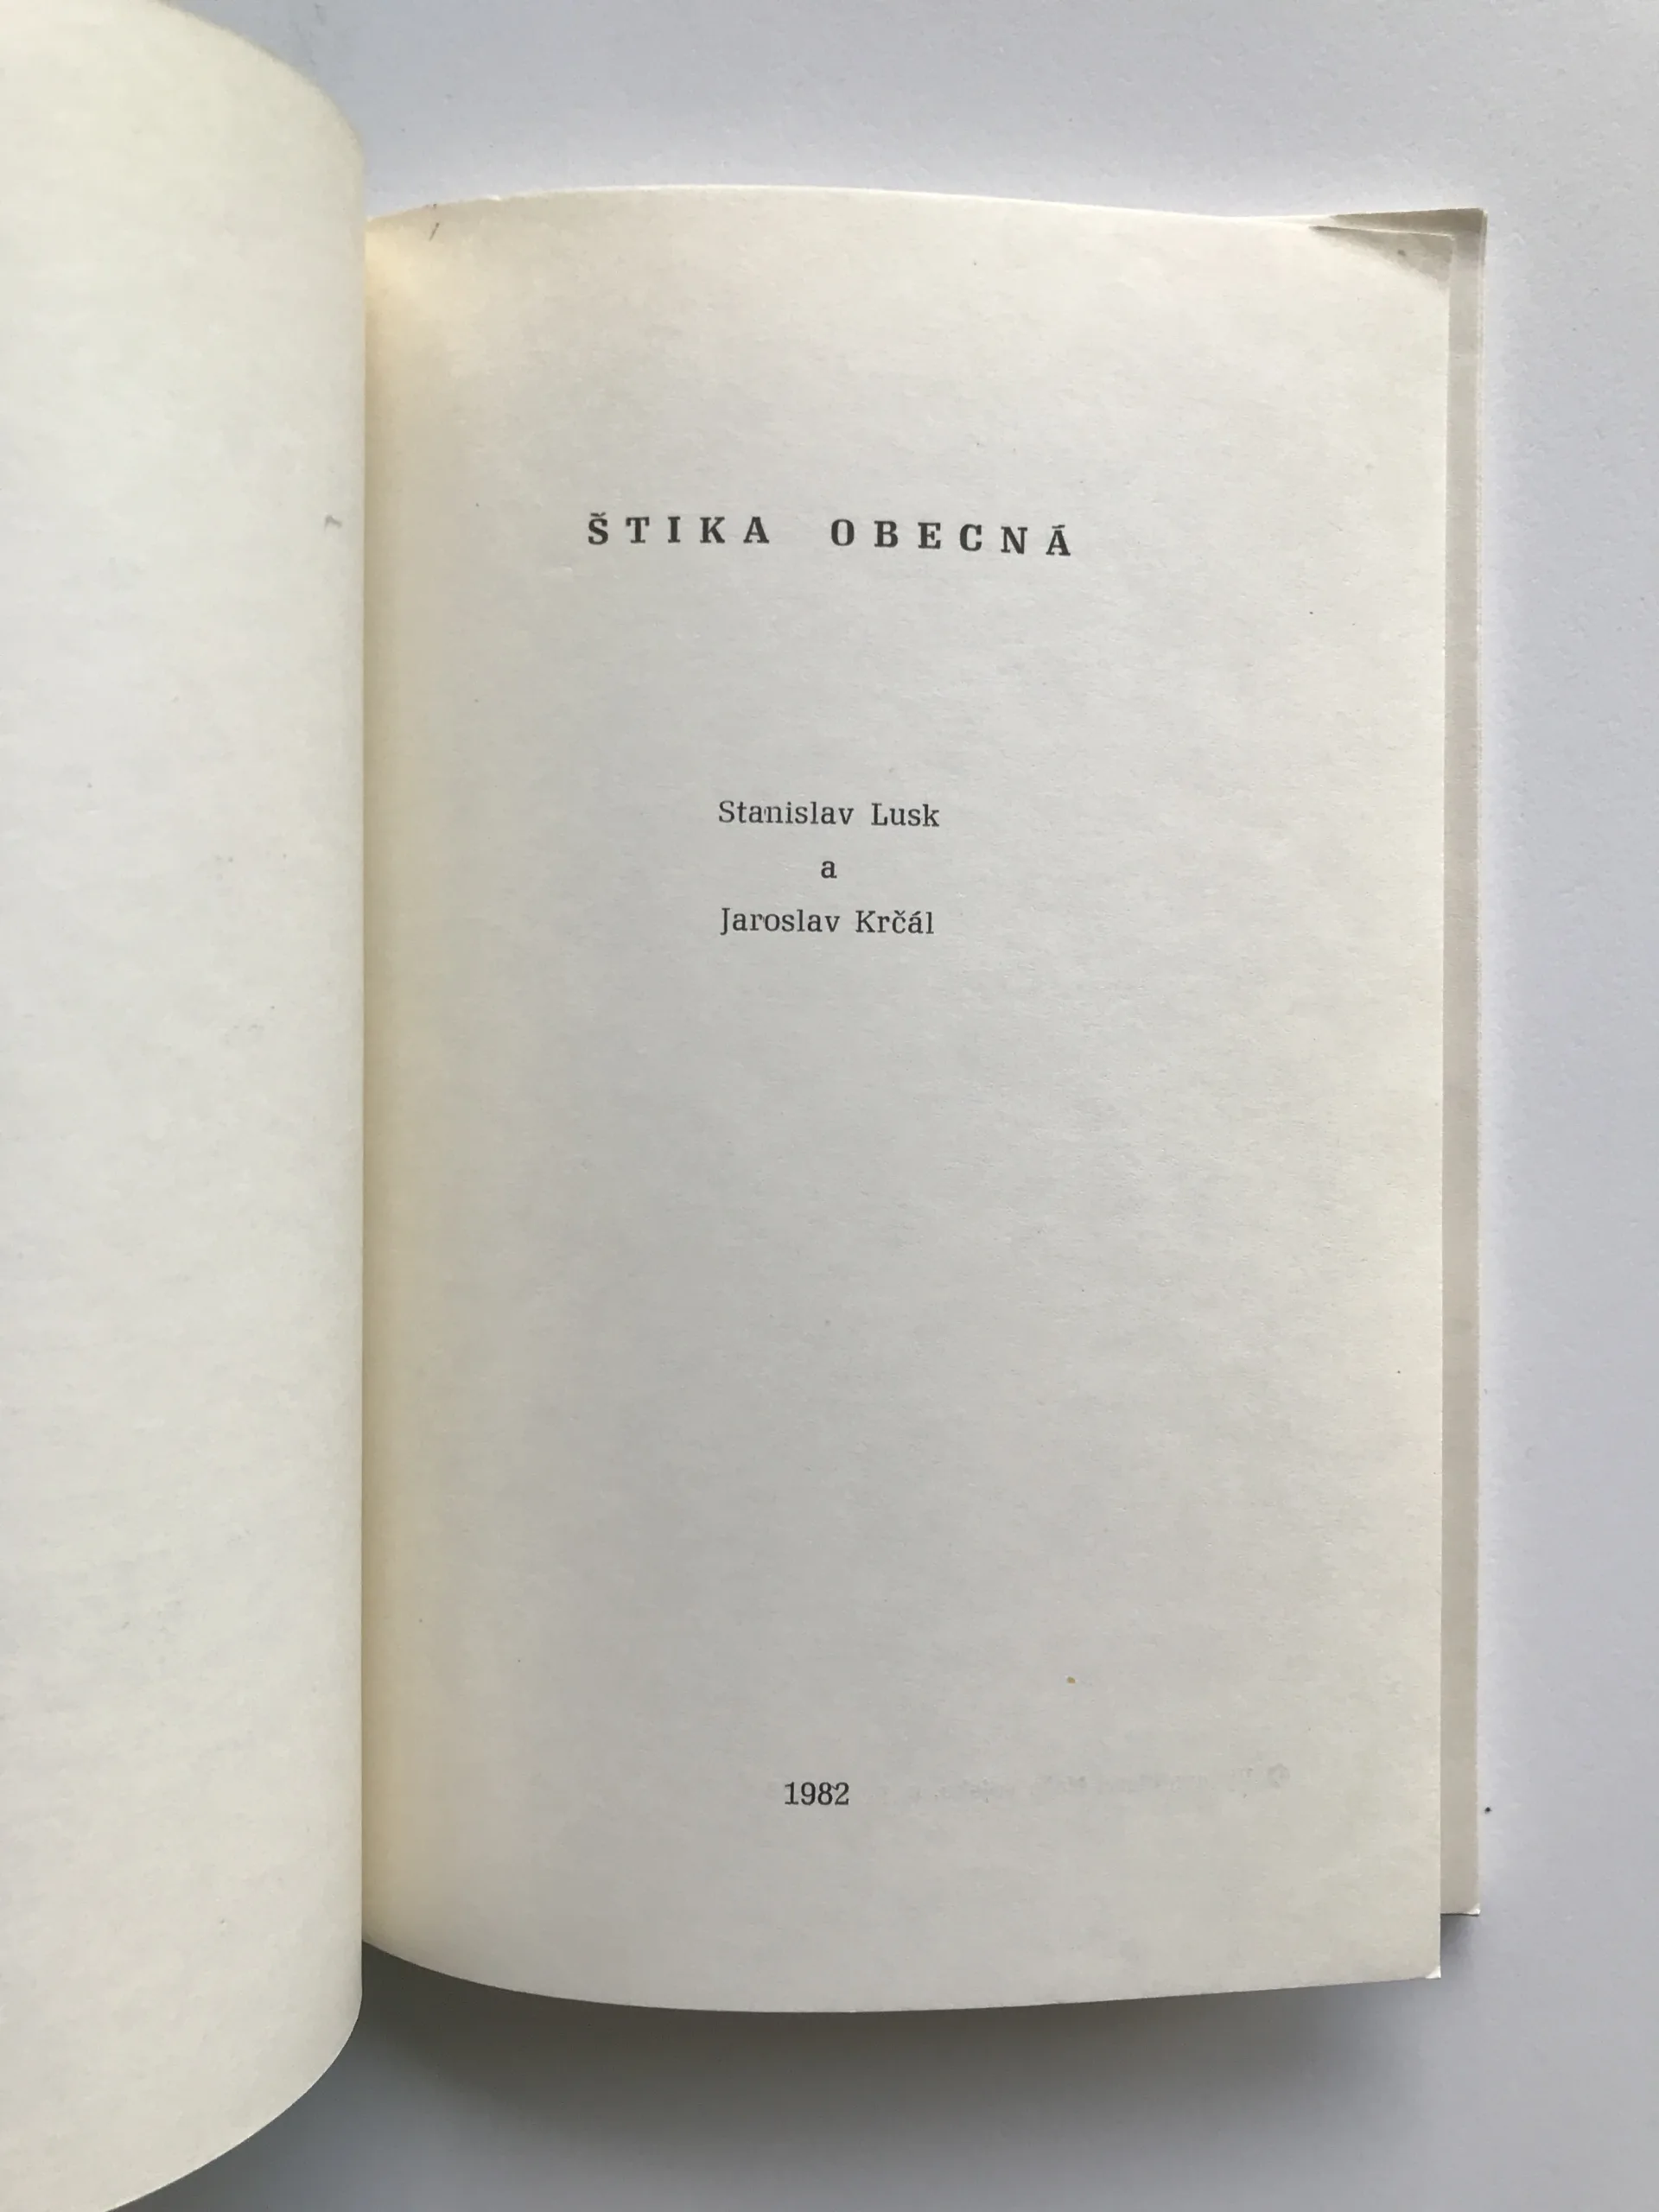 ŠTIKA OBECNÁ
Stanislav Lusk
a
Jaroslav Krčál
1982